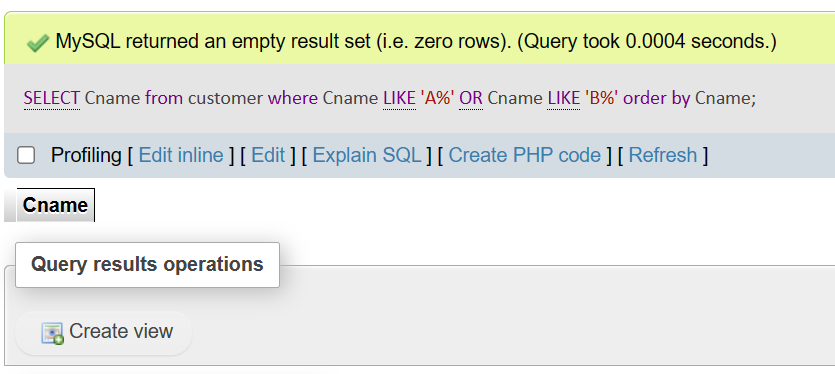 MySQL returned an empty result set (i.e. zero rows). (Query took 0.0004 seconds.)
SELECT Cname from customer where Cname LIKE 'A%' OR Cname LIKE 'B%' order by Cname;
Profiling [ Edit inline ] [ Edit ] [ Explain SQL ] [ Create PHP code ] [ Refresh ]
Cname
Query results operations
Create view